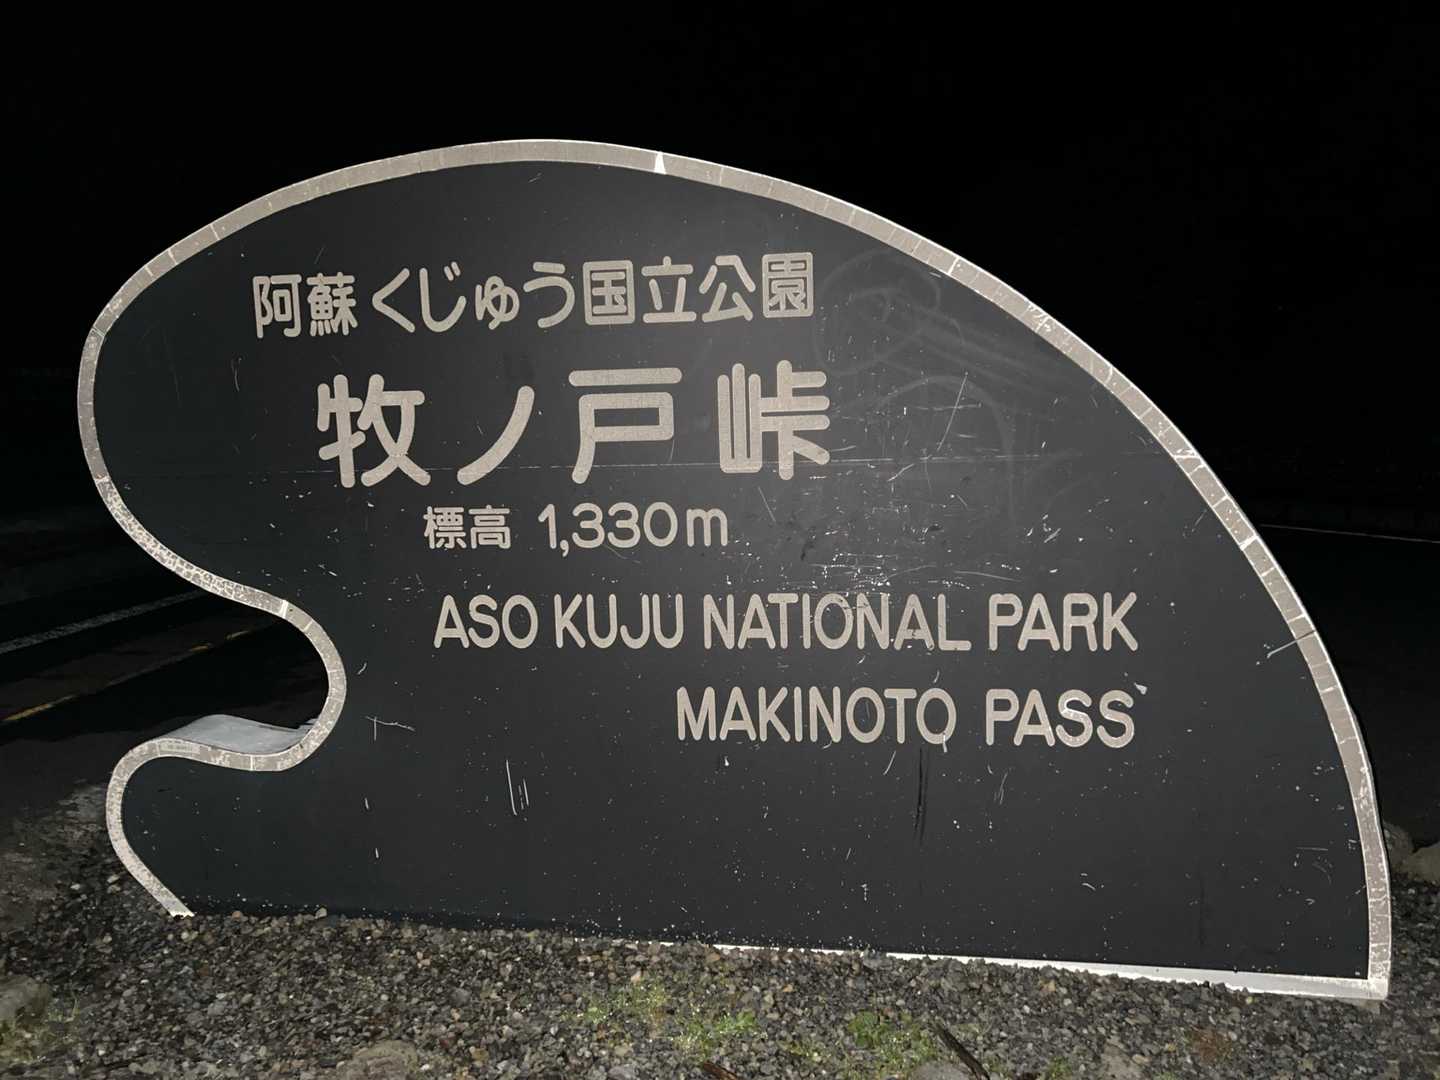 阿蘇くじゅう国立公園
牧ノ戸峠
標高 1,330m
ASO KUJU NATIONAL PARK
MAKINOTO PASS